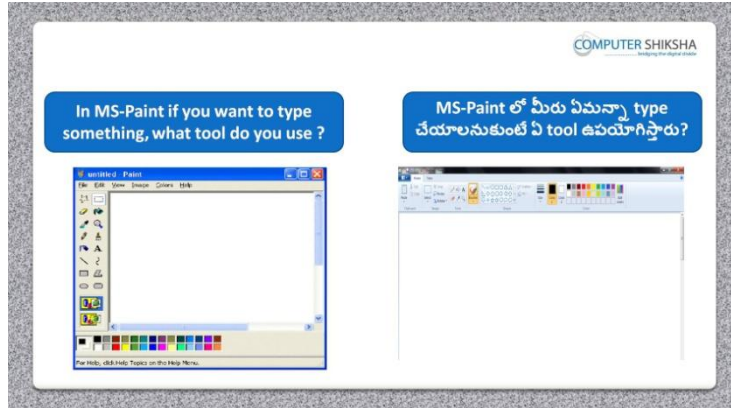 COMPUTER SHIKSHA
bridging the digital divide
In MS-Paint if you want to type
something, what tool do you use ?
MS-Paint లో మీరు ఏమన్నా type
చేయాలనుకుంటే ఏ tool ఉపయోగిస్తారు?
untitled - Paint
File Edit View Image Colors Help
A
For Help, click Help Topics on the Help Menu.